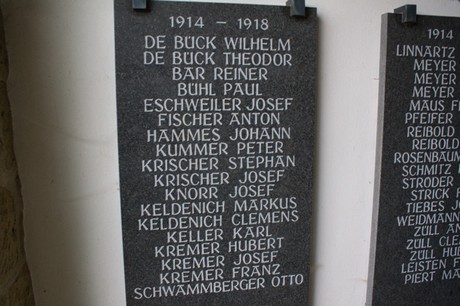 1914 - 1918
DE BÜCK WILHELM
DE BÜCK THEODOR
BÄR REINER
BÜHL PAUL
ESCHWEILER JOSEF
FISCHER ANTON
HAMMES JOHANN
KUMMER PETER
KRISCHER STEPHAN
KRISCHER JOSEF
KNORR JOSEF
KELDENICH MARKUS
KELDENICH CLEMENS
KELLER KARL
KREMER HUBERT
KREMER JOSEF
KREMER FRANZ
SCHWAMMBERGER OTTO
1914
LINNARTZ
MEYER
MEYER
MEYER
MAUS
PFEIFER
REIBOLD
REIBOLD
ROSENBAUM
SCHMITZ
STRODER
STRICK
TIEBES
WEIDMANN
ZÜLL
ZÜLL
ZÜLL
LEISTEN
PIERT